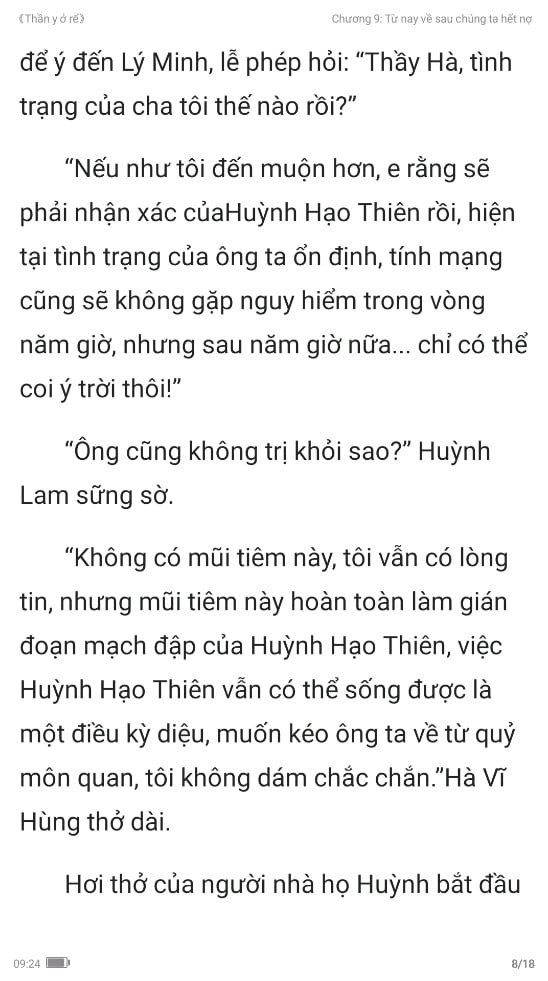 《Thần y ở rể》
Chương 9: Từ nay về sau chúng ta hết nợ
để ý đến Lý Minh, lễ phép hỏi: “Thầy Hà, tình
trạng của cha tôi thế nào rồi?”
“Nếu như tôi đến muộn hơn, e rằng sẽ
phải nhận xác củaHuỳnh Hạo Thiên rồi, hiện
tại tình trạng của ông ta ổn định, tính mạng
cũng sẽ không gặp nguy hiểm trong vòng
năm giờ, nhưng sau năm giờ nữa... chỉ có thể
coi ý trời thôi!”
“Ông cũng không trị khỏi sao?” Huỳnh
Lam sững sờ.
“Không có mũi tiêm này, tôi vẫn có lòng
tin, nhưng mũi tiêm này hoàn toàn làm gián
đoạn mạch đập của Huỳnh Hạo Thiên, việc
Huỳnh Hạo Thiên vẫn có thể sống được là
một điều kỳ diệu, muốn kéo ông ta về từ quỷ
môn quan, tôi không dám chắc chắn.”Hà Vĩ
Hùng thở dài.
Hơi thở của người nhà họ Huỳnh bắt đầu
09:24
8/18